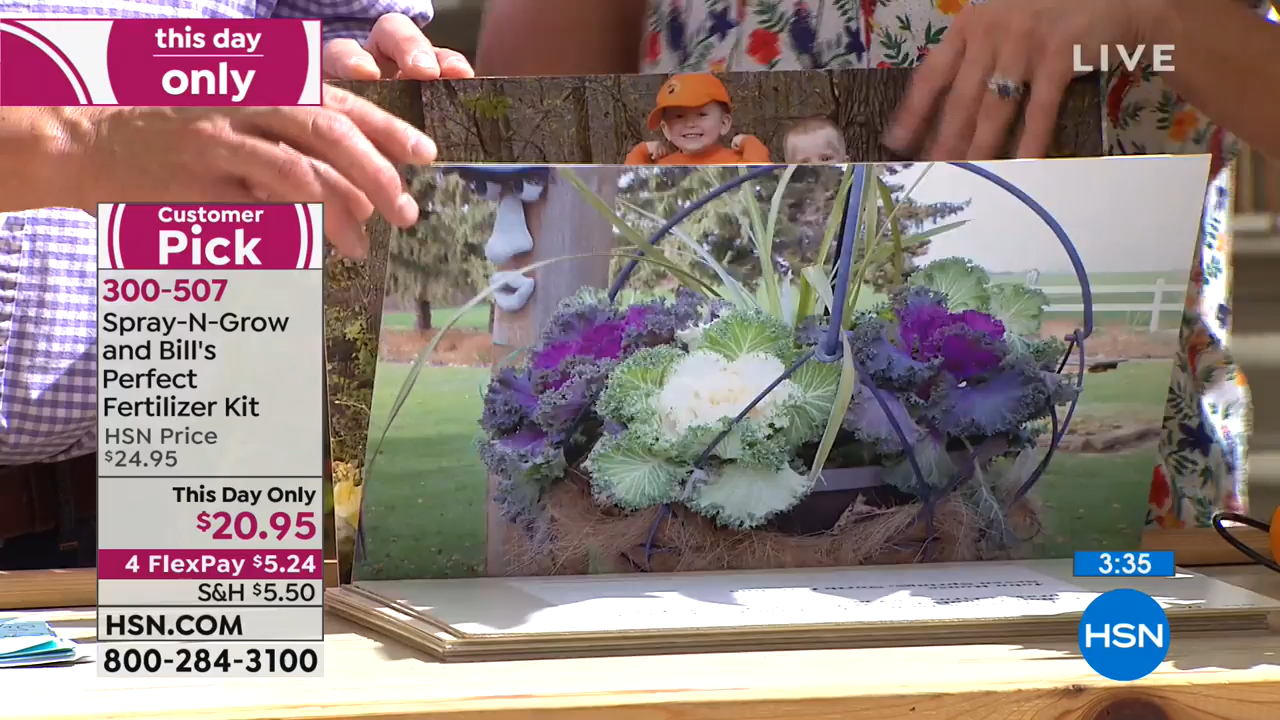 this day
only
LIVE
Customer
Pick
300-507
Spray-N-Grow
and Bill's
Perfect
Fertilizer Kit
HSN Price
$24.95
This Day Only
$20.95
4 FlexPay $5.24
S&H $5.50
HSN.COM
800-284-3100
3:35
HSN